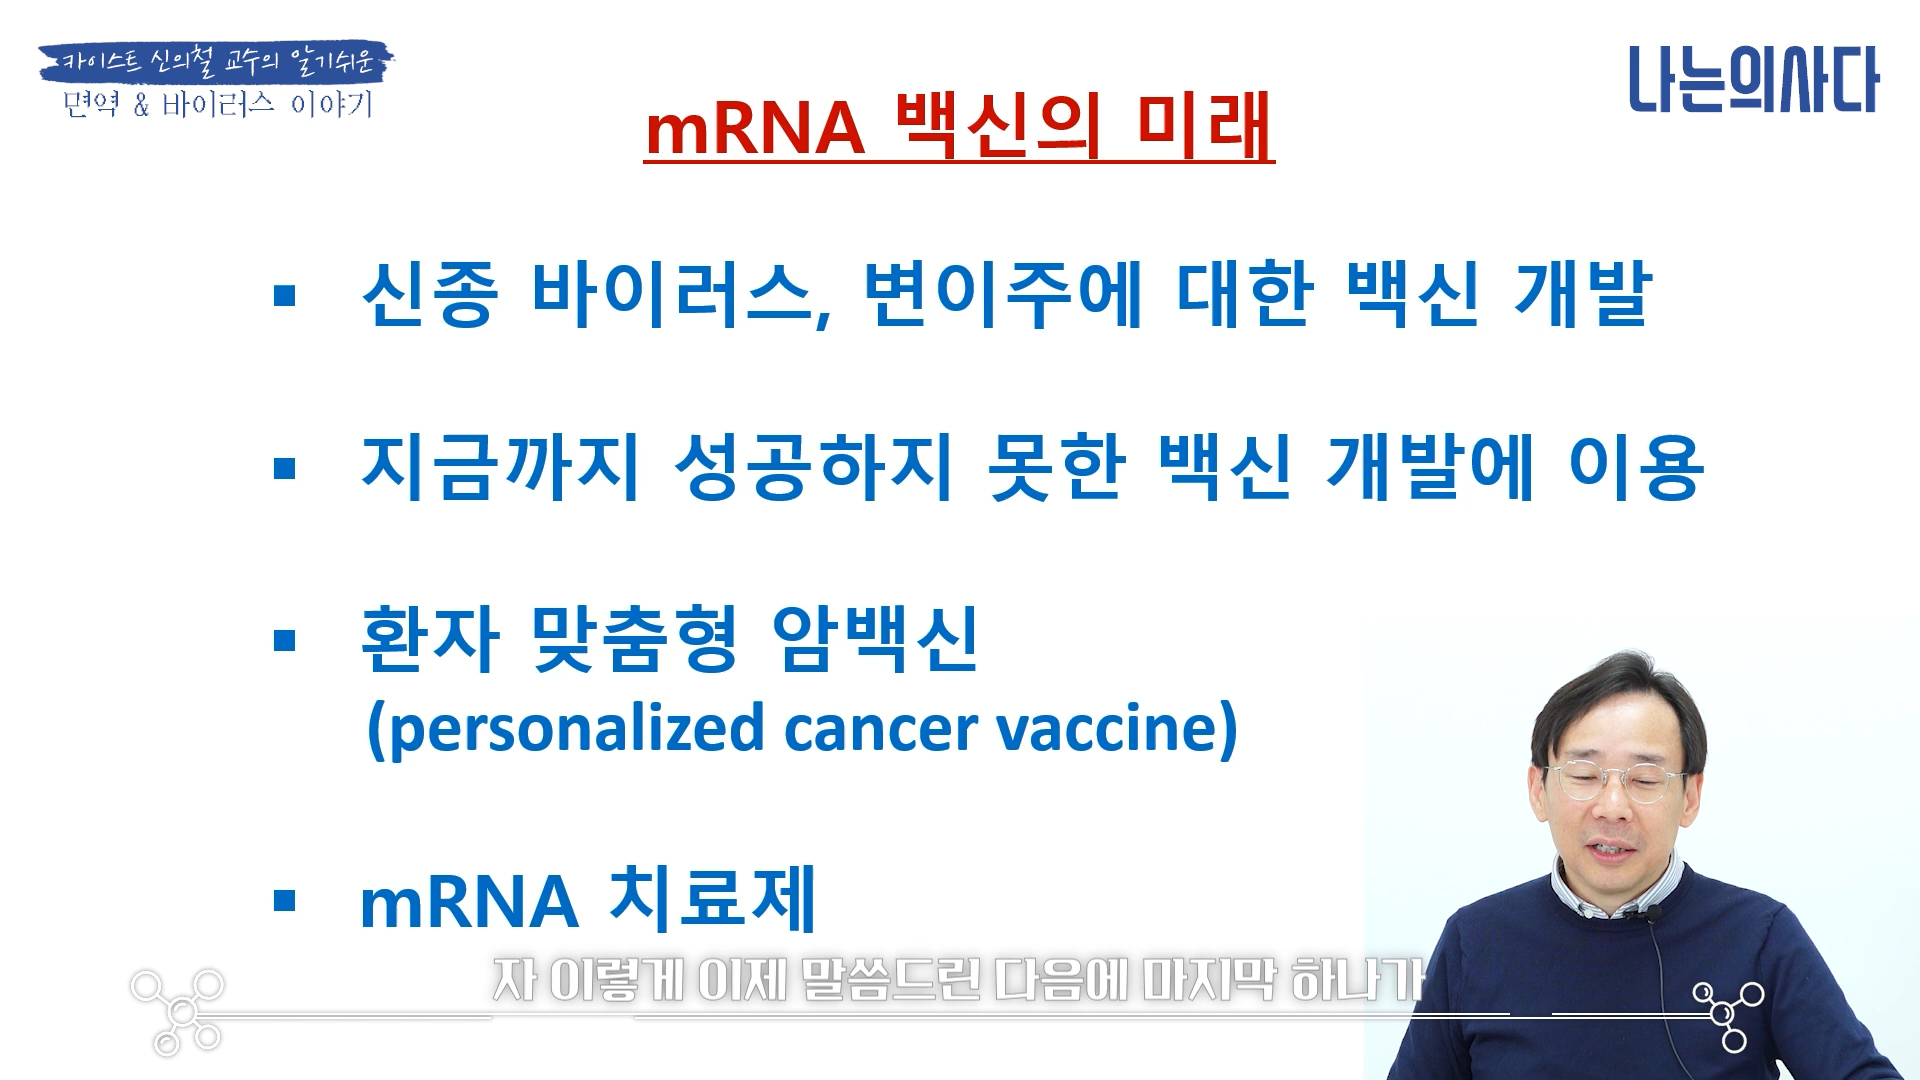 카이스트 신의철 교수의 알기쉬운
면역 & 바이러스 이야기
나는의사다
mRNA 백신의 미래
▪ 신종 바이러스, 변이주에 대한 백신 개발
▪ 지금까지 성공하지 못한 백신 개발에 이용
▪ 환자 맞춤형 암백신
(personalized cancer vaccine)
▪ mRNA 치료제
자 이렇게 이제 말씀드린 다음에 마지막 하나가